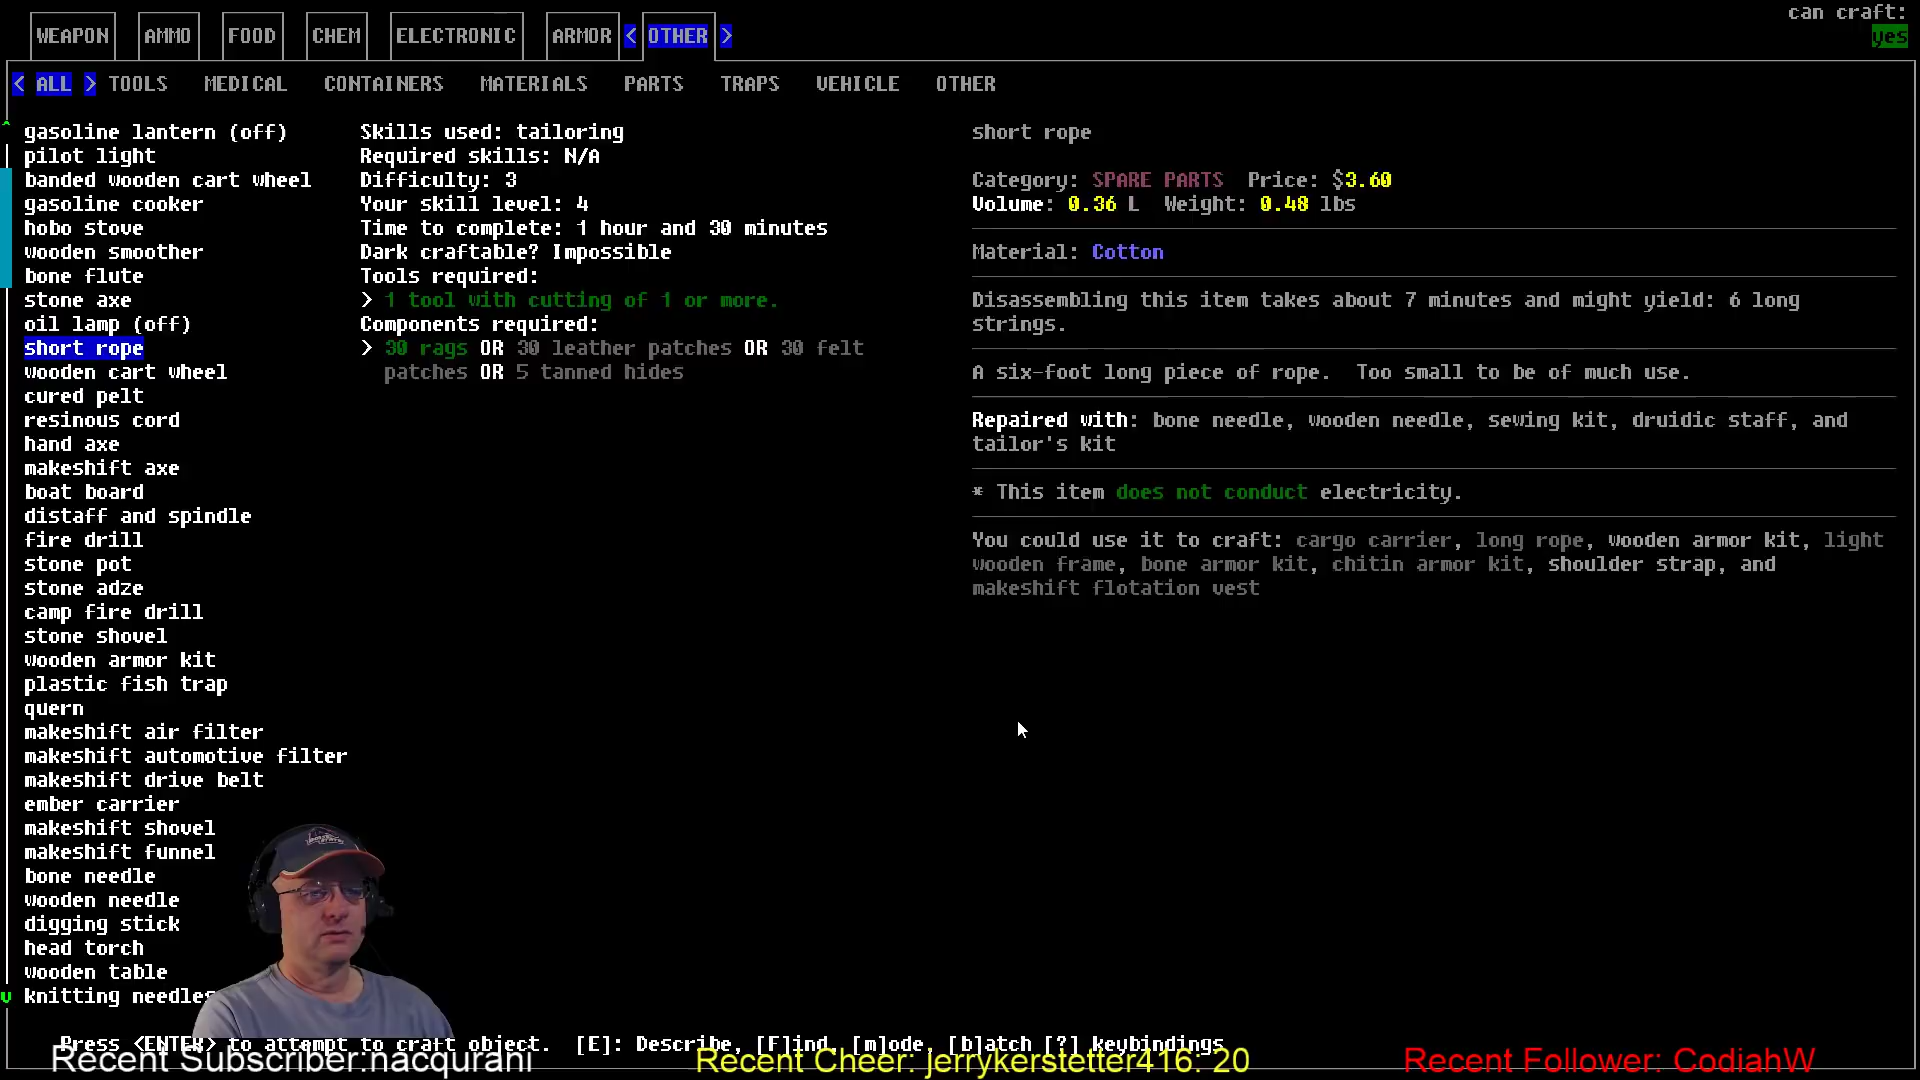 can craft:
WEAPON AMMO FOOD CHEM ELECTRONIC ARMOR < OTHER >
yes
< ALL > TOOLS MEDICAL CONTAINERS MATERIALS PARTS TRAPS VEHICLE OTHER
gasoline lantern (off)
pilot light
banded wooden cart wheel
gasoline cooker
hobo stove
wooden smoother
bone flute
stone axe
oil lamp (off)
short rope
wooden cart wheel
cured pelt
resinous cord
hand axe
makeshift axe
boat board
distaff and spindle
fire drill
stone pot
stone adze
camp fire drill
stone shovel
wooden armor kit
plastic fish trap
quern
makeshift air filter
makeshift automotive filter
makeshift drive belt
ember carrier
makeshift shovel
makeshift funnel
bone needle
wooden needle
digging stick
head torch
wooden table
v knitting needles
Skills used: tailoring
Required skills: N/A
Difficulty: 3
Your skill level: 4
Time to complete: 1 hour and 30 minutes
Dark craftable? Impossible
Tools required:
> 1 tool with cutting of 1 or more.
Components required:
> 30 rags OR 30 leather patches OR 30 felt
patches OR 5 tanned hides
short rope
Category: SPARE PARTS Price: $3.60
Volume: 0.36 L Weight: 0.48 lbs
Material: Cotton
Disassembling this item takes about 7 minutes and might yield: 6 long
strings.
A six-foot long piece of rope. Too small to be of much use.
Repaired with: bone needle, wooden needle, sewing kit, druidic staff, and
tailor's kit
* This item does not conduct electricity.
You could use it to craft: cargo carrier, long rope, wooden armor kit, light
wooden frame, bone armor kit, chitin armor kit, shoulder strap, and
makeshift flotation vest
Press <ENTER> to attempt to craft object. [E]: Describe, [F]ind, [m]ode, [b]atch [?] keybindings
Recent Subscriber:nacqurani
Recent Cheer: jerrykerstetter416: 20
Recent Follower: CodiahW